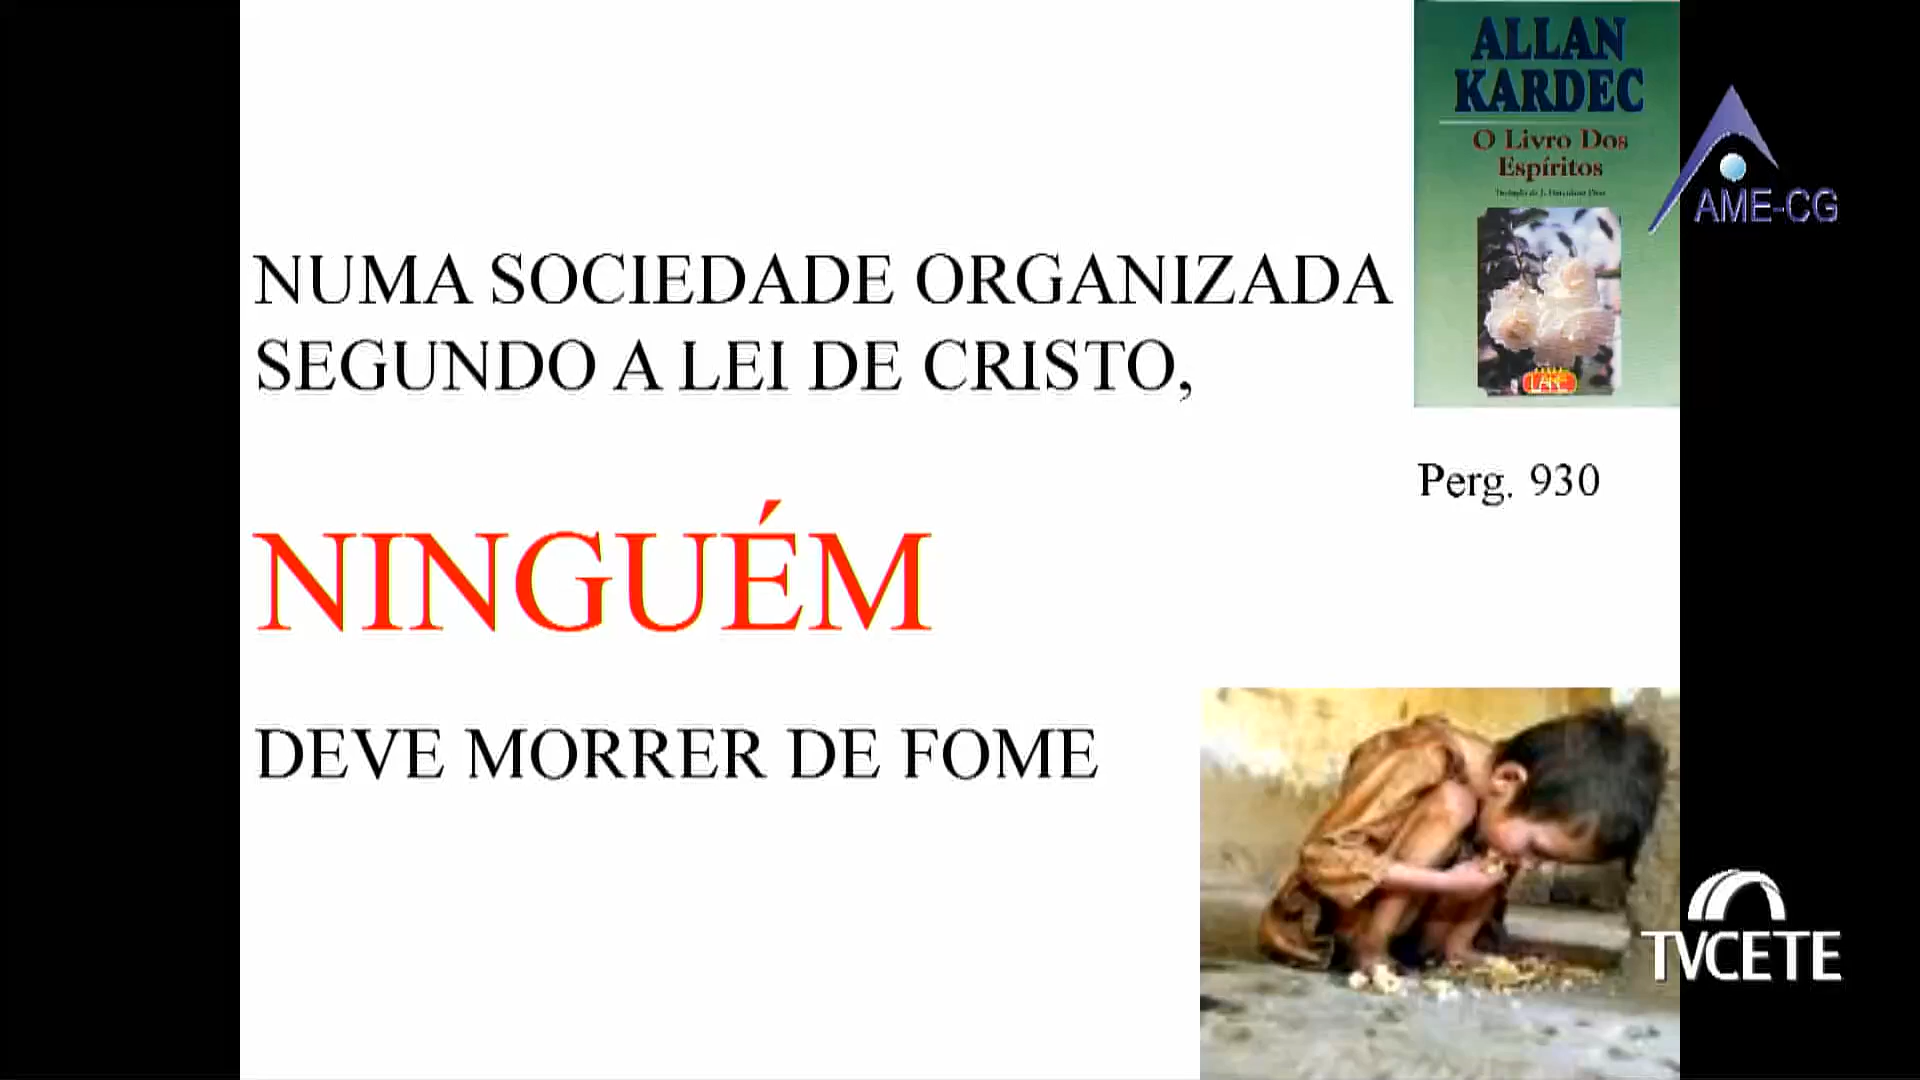 ALLAN
KARDEC
O Livro Dos
Espíritos
AME-CG
NUMA SOCIEDADE ORGANIZADA
SEGUNDO A LEI DE CRISTO,
Perg. 930
NINGUÉM
DEVE MORRER DE FOME
LAKE
TVCETE